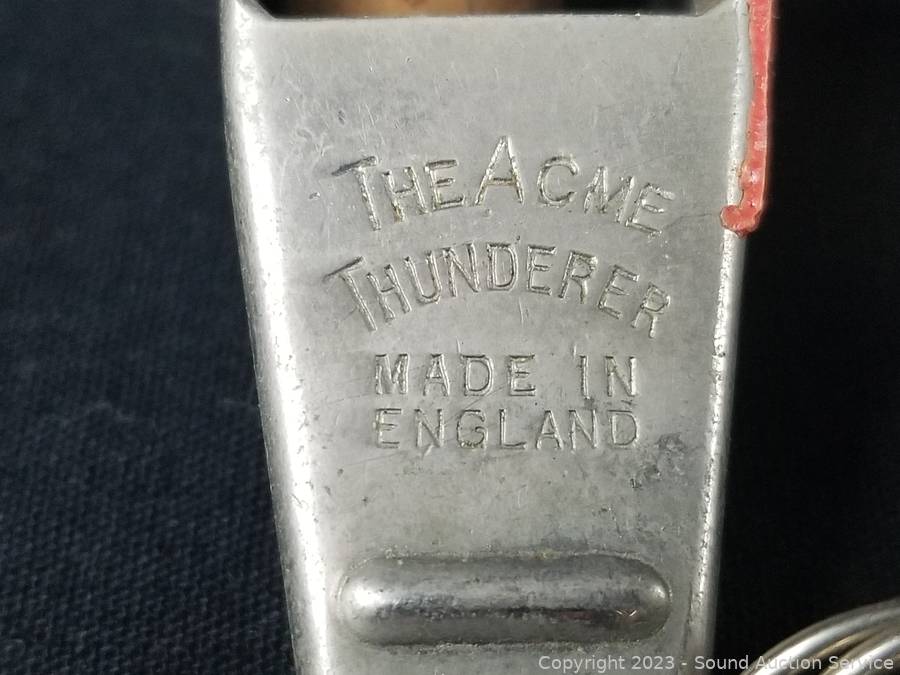 THE ACME
THUNDERER
MADE IN
ENGLAND
Copyright 2023 - Sound Auction Service